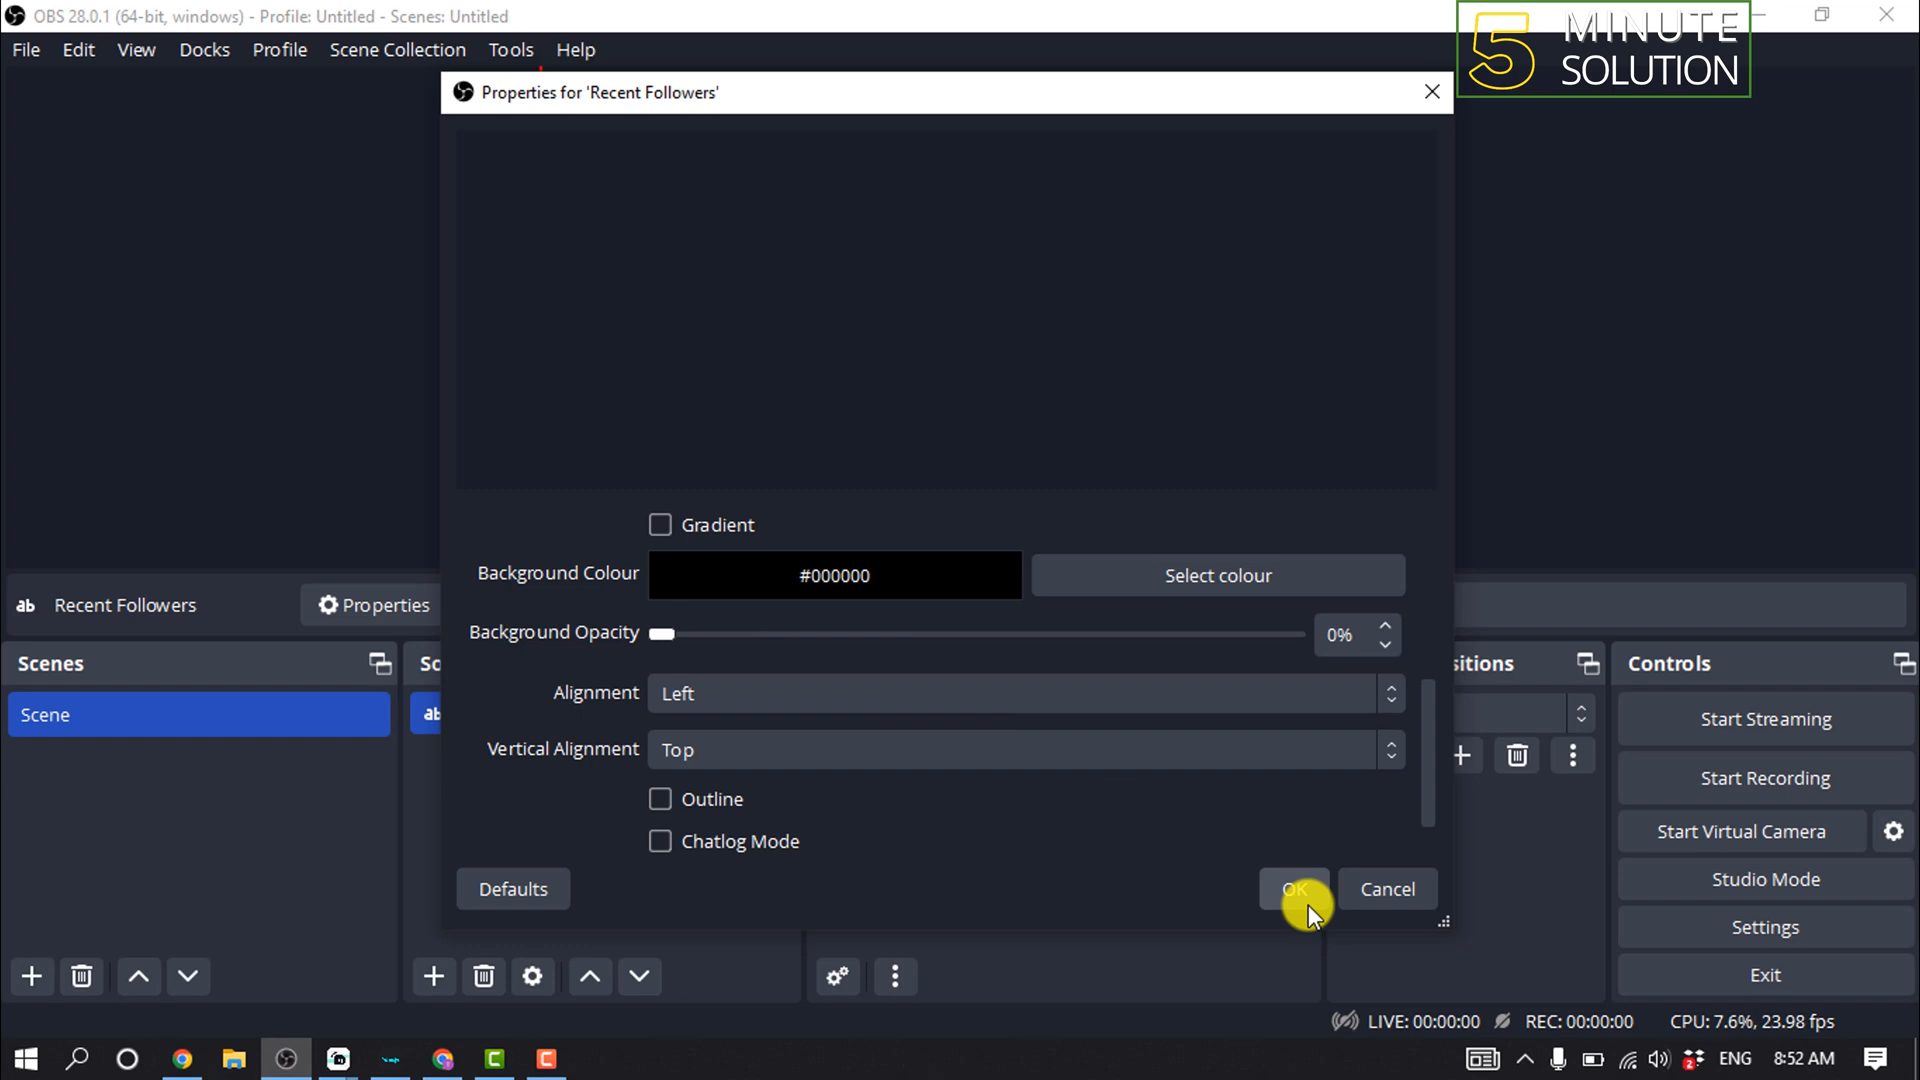 OBS 28.0.1 (64-bit, windows) - Profile: Untitled - Scenes: Untitled
5 MINUTE
SOLUTION
File Edit View Docks Profile Scene Collection Tools Help
Properties for 'Recent Followers'
Gradient
Background Colour #000000 Select colour
ab Recent Followers Properties
Background Opacity 0%
Scenes
itions Controls
Alignment Left
Scene
ab
Start Streaming
Vertical Alignment Top
Start Recording
Outline
Start Virtual Camera
Chatlog Mode
Studio Mode
Defaults OK Cancel
Settings
Exit
LIVE: 00:00:00 REC: 00:00:00 CPU: 7.6%, 23.98 fps
ENG 8:52 AM